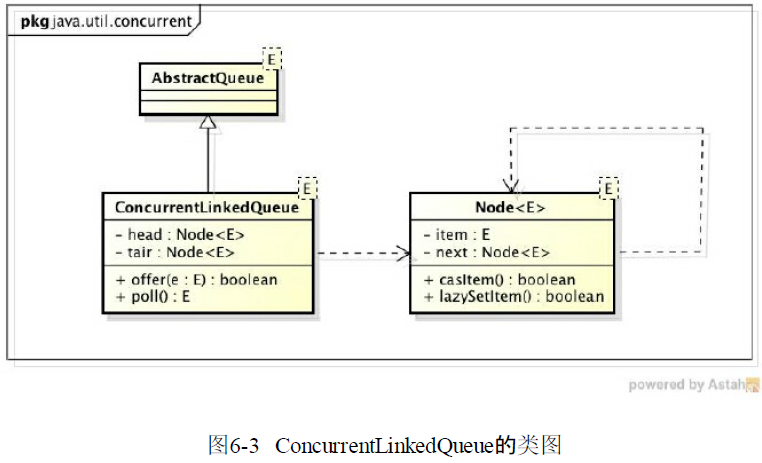 pkg java.util.concurrent
E
AbstractQueue
E
ConcurrentLinkedQueue
- head : Node<E>
- tair : Node<E>
+ offer(e : E) : boolean
+ poll() : E
E
Node<E>
- item : E
- next : Node<E>
+ casItem() : boolean
+ lazySetItem() : boolean
powered by Astah
图6-3 ConcurrentLinkedQueue的类图